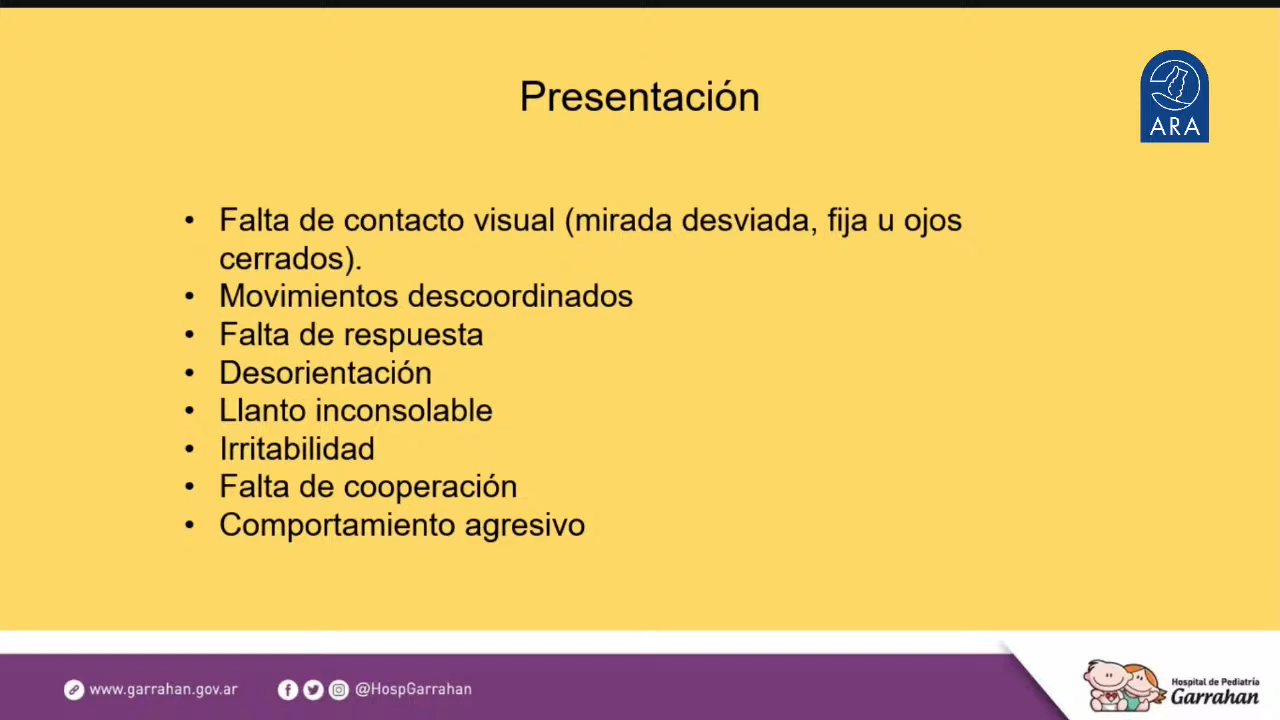 Presentación
ARA
• Falta de contacto visual (mirada desviada, fija u ojos
cerrados).
• Movimientos descoordinados
• Falta de respuesta
• Desorientación
• Llanto inconsolable
• Irritabilidad
• Falta de cooperación
• Comportamiento agresivo
www.garrahan.gov.ar
@HospGarrahan
Hospital de Pediatría
Garrahan